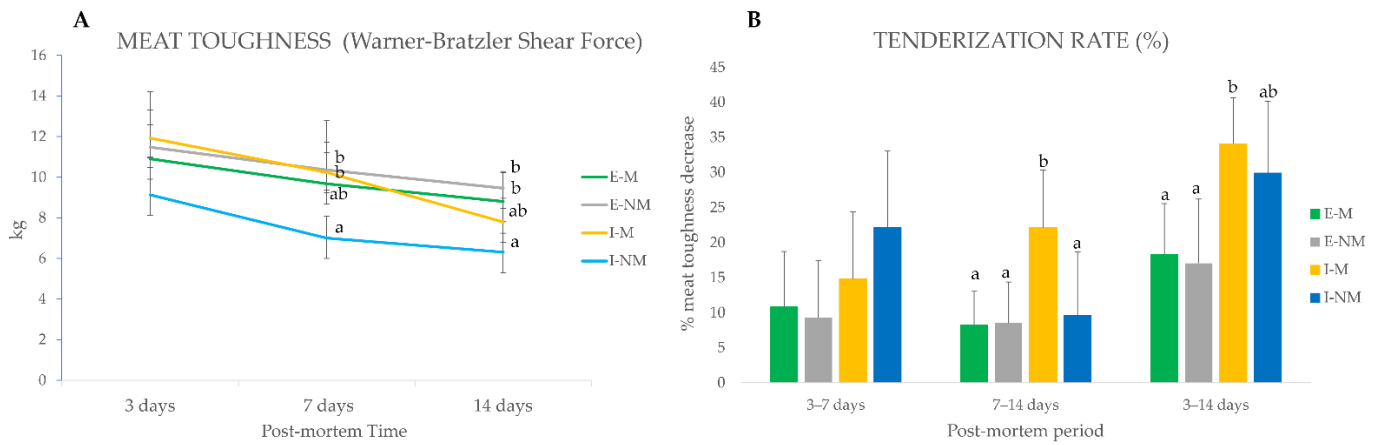 A
MEAT TOUGHNESS (Warner-Bratzler Shear Force)
16
14
12
10
8
6
4
2
0
kg
b
b
ab
a
b
b
ab
a
3 days
7 days
14 days
Post-mortem Time
E-M
E-NM
I-M
I-NM
B
TENDERIZATION RATE (%)
45
40
35
30
25
20
15
10
5
0
% meat toughness decrease
a
a
b
a
a
a
b
ab
3–7 days
7–14 days
3–14 days
Post-mortem period
E-M
E-NM
I-M
I-NM